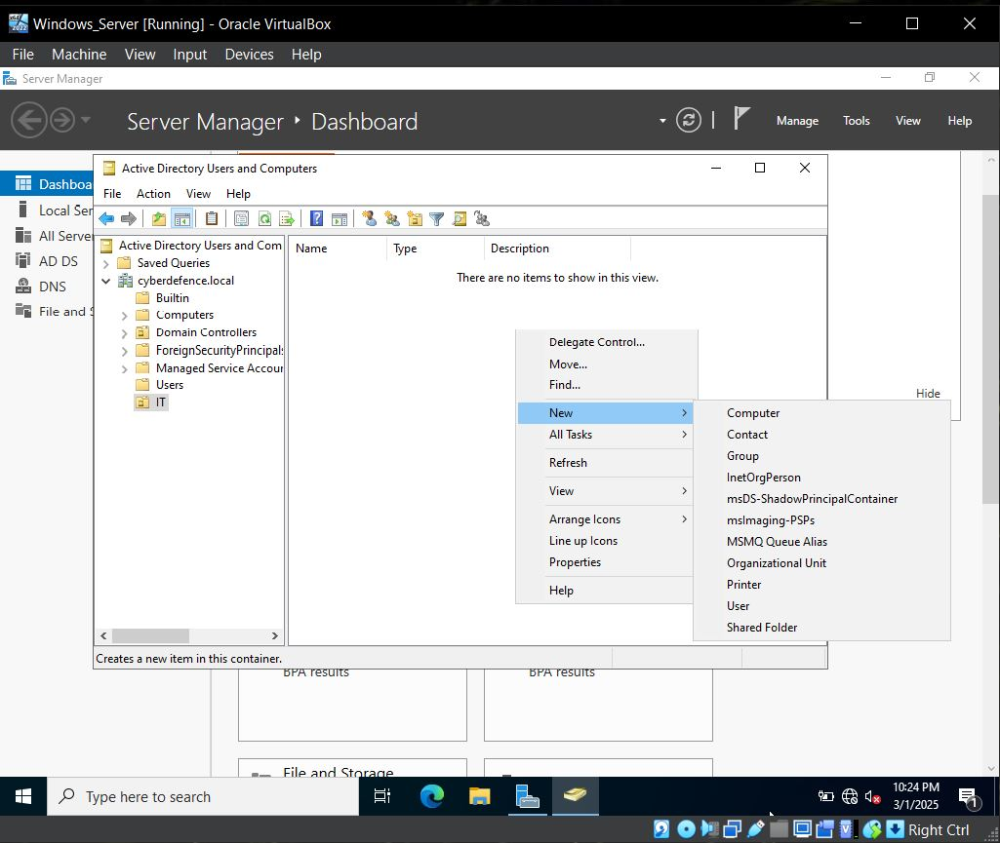 Windows_Server [Running] - Oracle VirtualBox
File Machine View Input Devices Help
Server Manager
Server Manager Dashboard
Manage Tools View Help
Dashboa
Local Ser
All Server
AD DS
DNS
File and S
Active Directory Users and Computers
File Action View Help
Active Directory Users and Com
Saved Queries
cyberdefence.local
Builtin
Computers
Domain Controllers
ForeignSecurityPrincipals
Managed Service Accour
Users
IT
Name Type Description
There are no items to show in this view.
Delegate Control...
Move...
Find...
New
All Tasks
Refresh
View
Arrange Icons
Line up Icons
Properties
Help
Computer
Contact
Group
InetOrgPerson
msDS-ShadowPrincipalContainer
msImaging-PSPs
MSMQ Queue Alias
Organizational Unit
Printer
User
Shared Folder
Hide
Creates a new item in this container.
BPA results BPA results
File and Storage
Type here to search
10:24 PM
3/1/2025
1
Right Ctrl